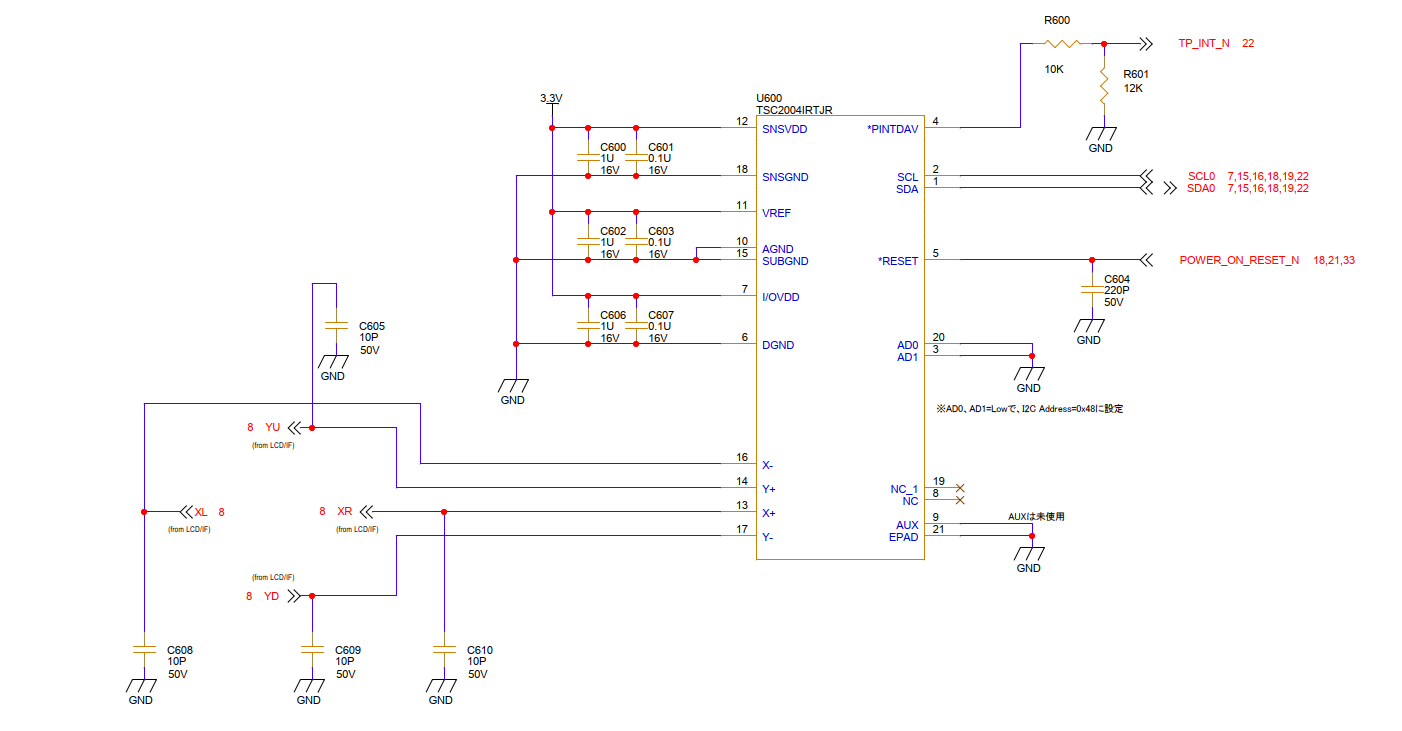 R600
TP_INT_N 22
10K
R601
12K
GND
3.3V
U600
TSC2004IRTJR
12 SNSVDD
*PINTDAV 4
C600
1U
16V
C601
0.1U
16V
18 SNSGND
SCL 2
SDA 1
SCL0 7,15,16,18,19,22
SDA0 7,15,16,18,19,22
11 VREF
C602
1U
16V
C603
0.1U
16V
10 AGND
15 SUBGND
*RESET 5
POWER_ON_RESET_N 18,21,33
C604
220P
50V
GND
7 I/OVDD
C606
1U
16V
C607
0.1U
16V
6 DGND
AD0 20
AD1 3
GND
GND
C605
10P
50V
GND
※AD0、AD1=Lowで、I2C Address=0x48に設定
8 YU
(from LCD/IF)
16 X-
14 Y+
13 X+
17 Y-
NC_1 19
NC 8
AUX 9
EPAD 21
AUXは未使用
GND
XL 8
(from LCD/IF)
8 XR
(from LCD/IF)
(from LCD/IF)
8 YD
C608
10P
50V
GND
C609
10P
50V
GND
C610
10P
50V
GND